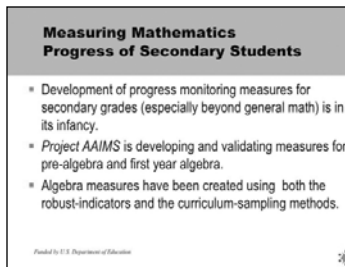 Measuring Mathematics
Progress of Secondary Students
▪ Development of progress monitoring measures for
secondary grades (especially beyond general math) is in
its infancy.
▪ Project AAIMS is developing and validating measures for
pre-algebra and first year algebra.
▪ Algebra measures have been created using both the
robust-indicators and the curriculum-sampling methods.
Funded by U.S. Department of Education